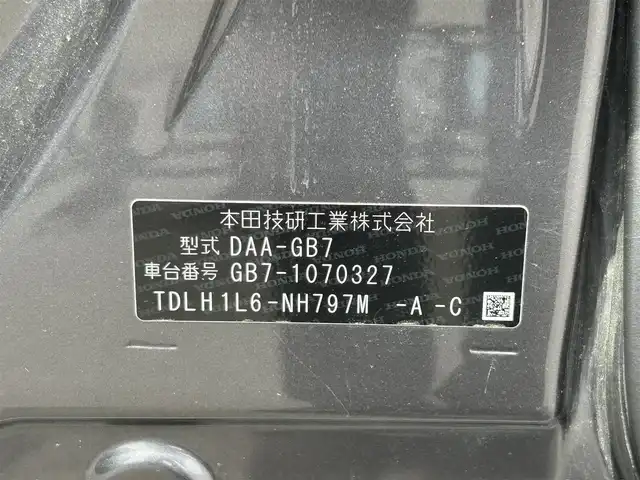 本田技研工業株式会社
型式 DAA-GB7
車台番号 GB7-1070327
TDLH1L6-NH797M -A -C